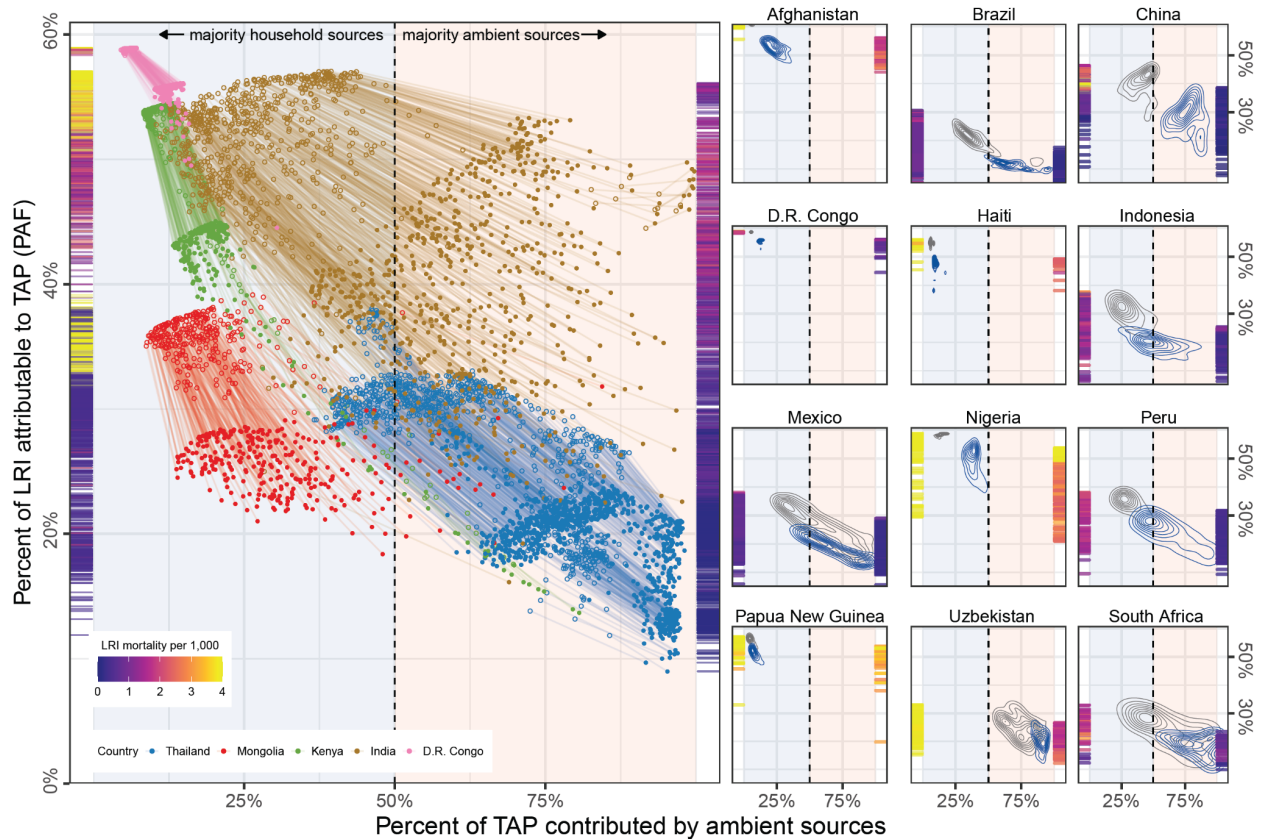 60%
40%
20%
0%
Percent of LRI attributable to TAP (PAF)
majority household sources
majority ambient sources
LRI mortality per 1,000
0 1 2 3 4
Country Thailand Mongolia Kenya India D.R. Congo
25% 50% 75%
Afghanistan Brazil China
50%
30%
D.R. Congo Haiti Indonesia
50%
30%
Mexico Nigeria Peru
50%
30%
Papua New Guinea Uzbekistan South Africa
50%
30%
25% 75% 25% 75% 25% 75%
Percent of TAP contributed by ambient sources